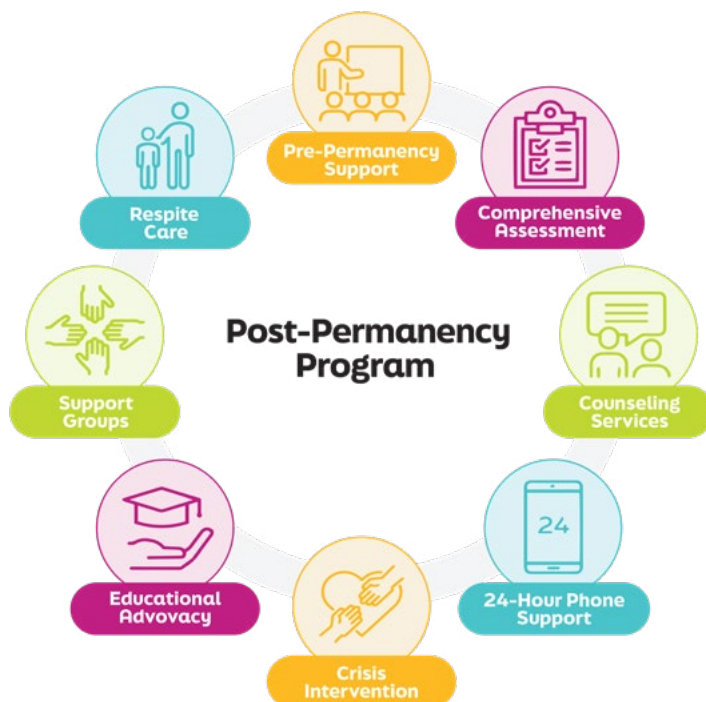 Pre-Permanency
Support
Comprehensive
Assessment
Counseling
Services
24
24-Hour Phone
Support
Crisis
Intervention
Educational
Advovacy
Support
Groups
Respite
Care
Post-Permanency
Program